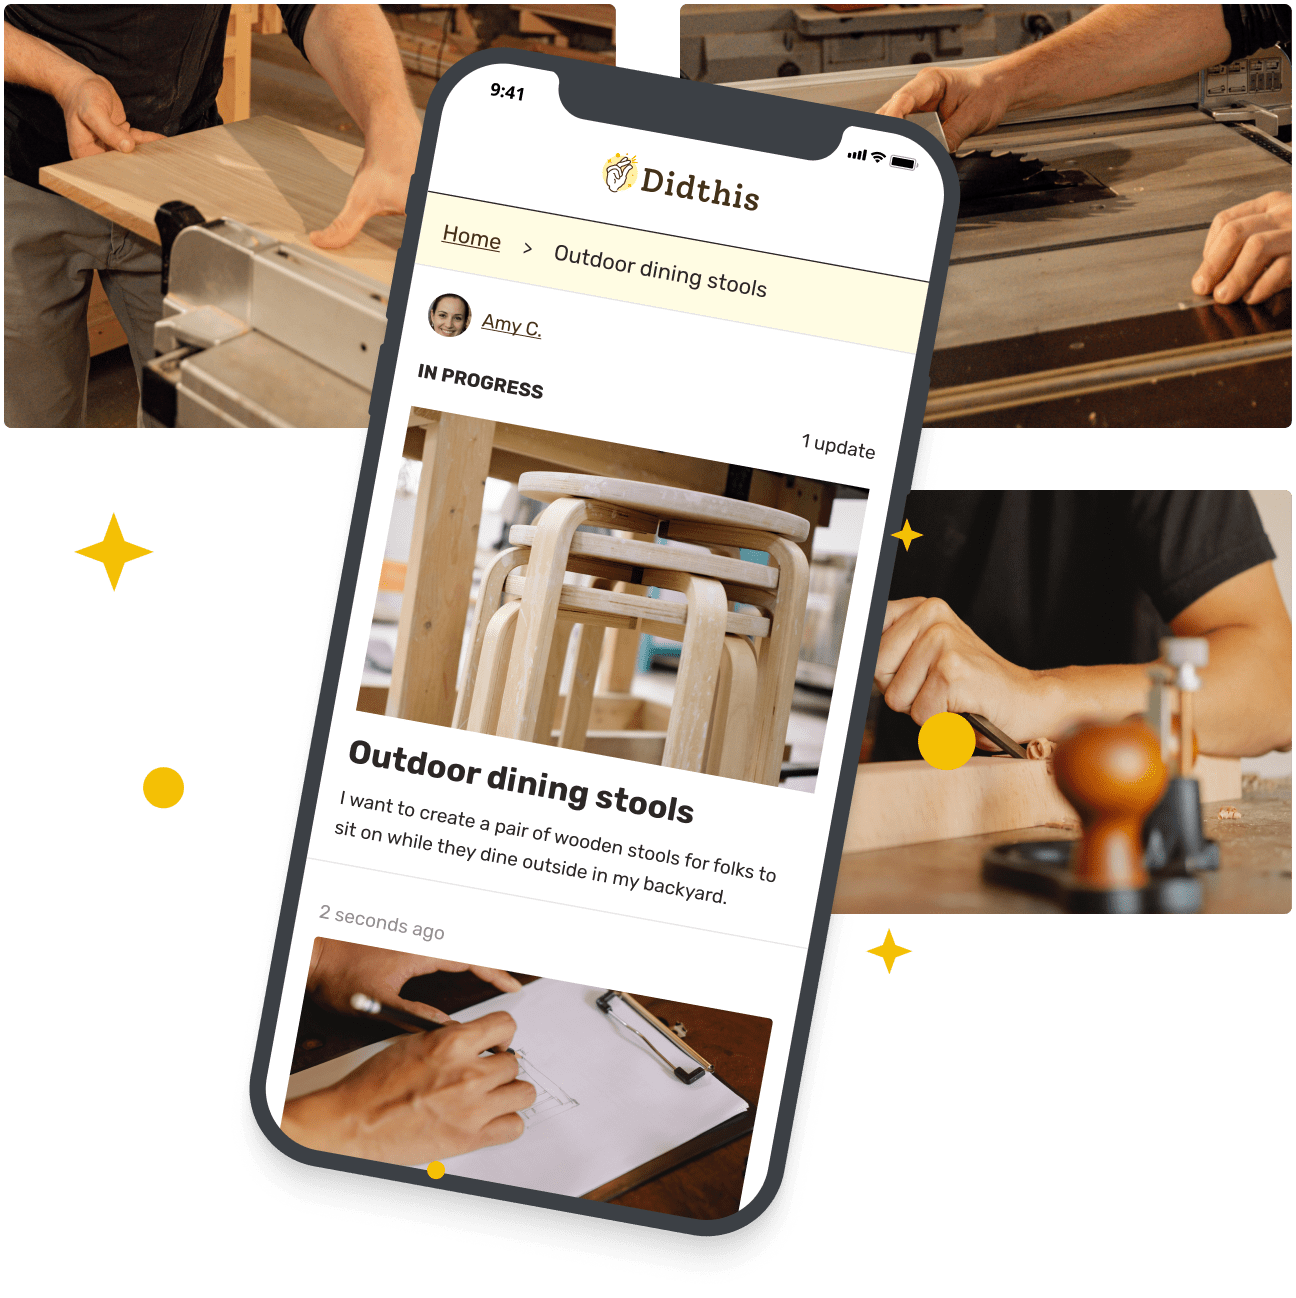 9:41
Didthis
Home > Outdoor dining stools
Amy C.
IN PROGRESS
1 update
Outdoor dining stools
I want to create a pair of wooden stools for folks to
sit on while they dine outside in my backyard.
2 seconds ago